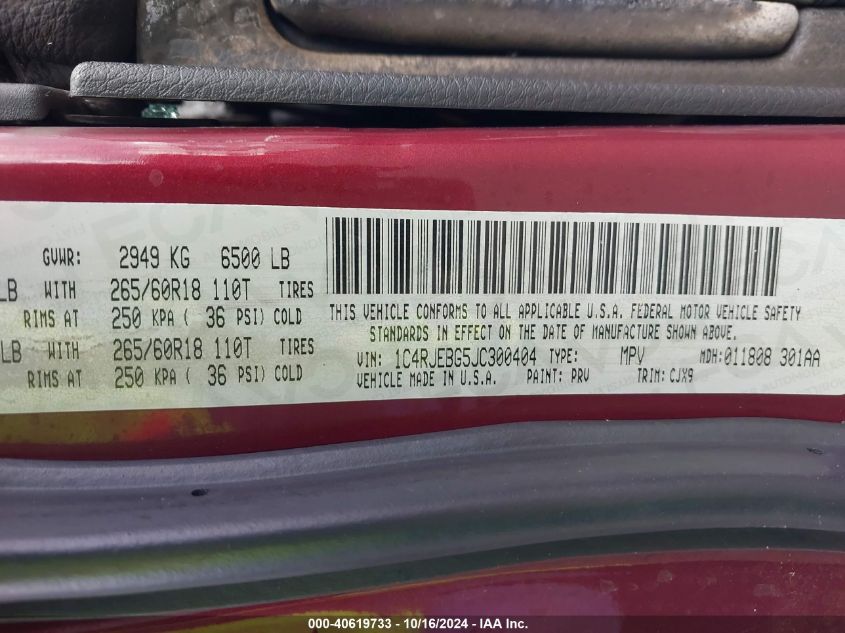 GVWR: 2949 KG 6500 LB
LB WITH 265/60R18 110T TIRES
RIMS AT 250 KPA ( 36 PSI) COLD
LB WITH 265/60R18 110T TIRES
RIMS AT 250 KPA ( 36 PSI) COLD
THIS VEHICLE CONFORMS TO ALL APPLICABLE U.S.A. FEDERAL MOTOR VEHICLE SAFETY
STANDARDS IN EFFECT ON THE DATE OF MANUFACTURE SHOWN ABOVE.
VIN: 1C4RJEBG5JC300404 TYPE: MPV MDH:011808 301AA
VEHICLE MADE IN U.S.A. PAINT: PRV TRIM: CJX9
000-40619733 - 10/16/2024 - IAA Inc.